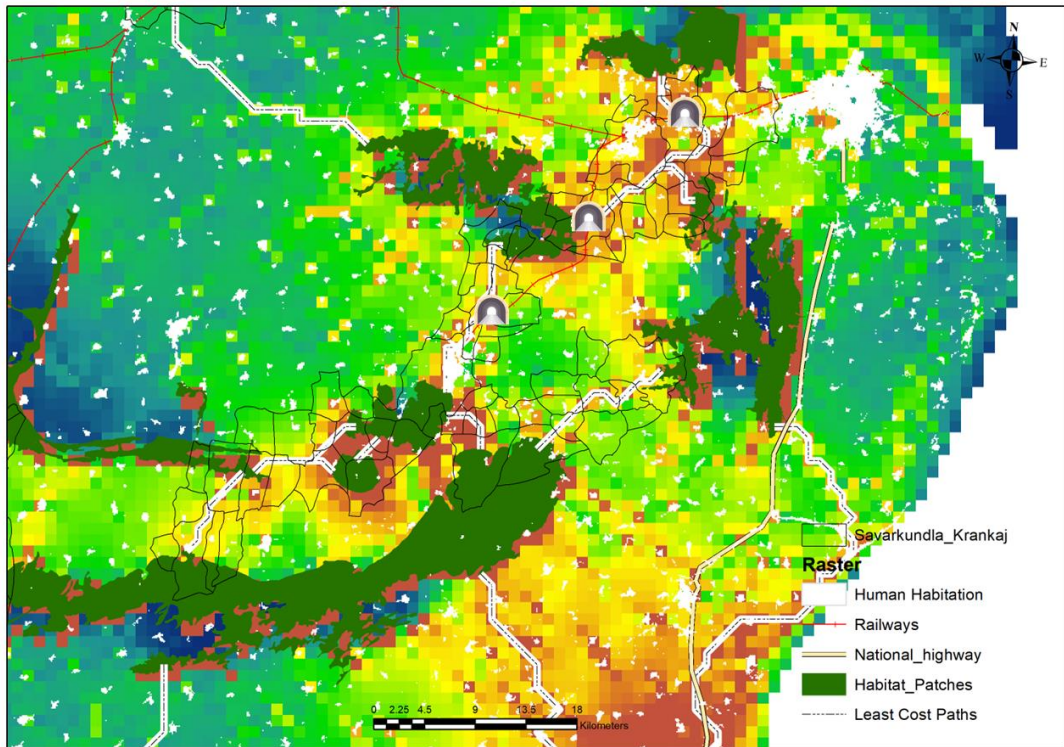 N
W E
S
Savarkundla_Krankaj
Raster
Human Habitation
Railways
National_highway
Habitat_Patches
Least Cost Paths
0 2.25 4.5 9 13.5 18
Kilometers